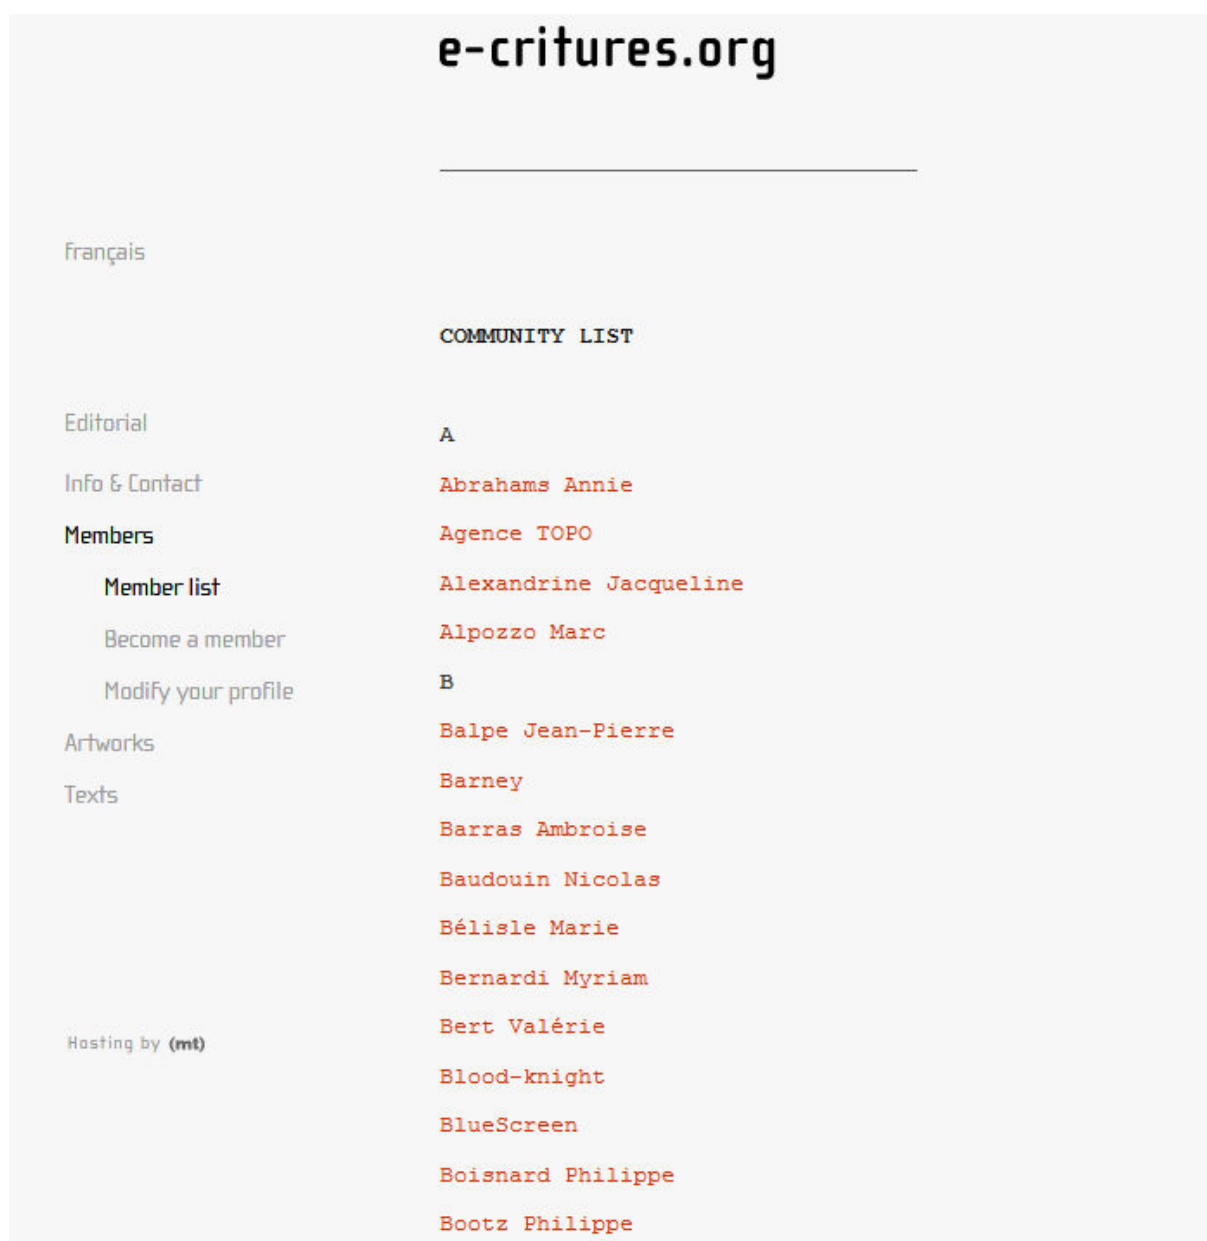 e-critures.org
français
Editorial
Info & Contact
Members
Member list
Become a member
Modify your profile
Artworks
Texts
Hosting by (mt)
COMMUNITY LIST
A
Abrahams Annie
Agence TOPO
Alexandrine Jacqueline
Alpozzo Marc
B
Balpe Jean-Pierre
Barney
Barras Ambroise
Baudouin Nicolas
Bélisle Marie
Bernardi Myriam
Bert Valérie
Blood-knight
BlueScreen
Boisnard Philippe
Bootz Philippe